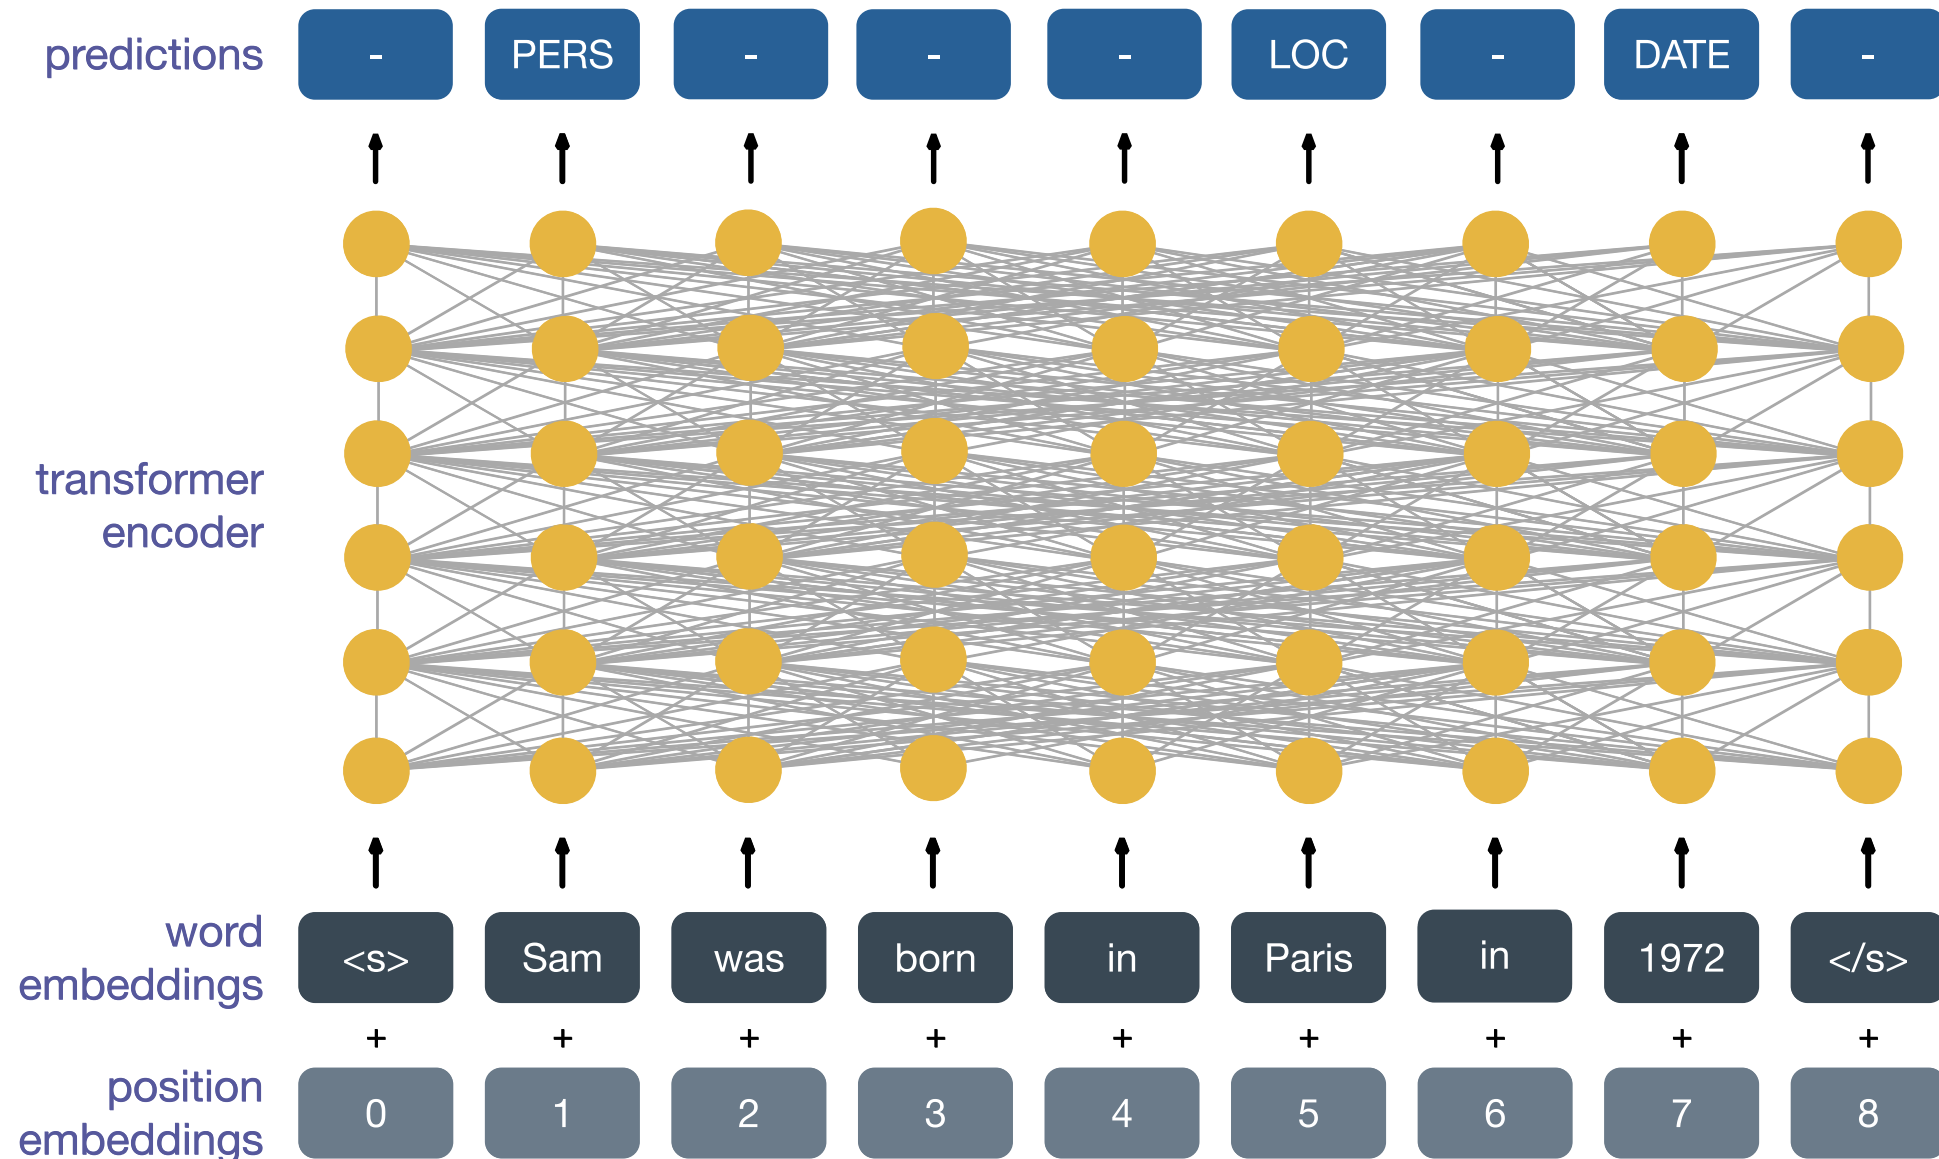 predictions - PERS - - - LOC - DATE -
transformer
encoder
word
embeddings
<s> Sam was born in Paris in 1972 </s>
+ + + + + + + + +
position
embeddings
0 1 2 3 4 5 6 7 8